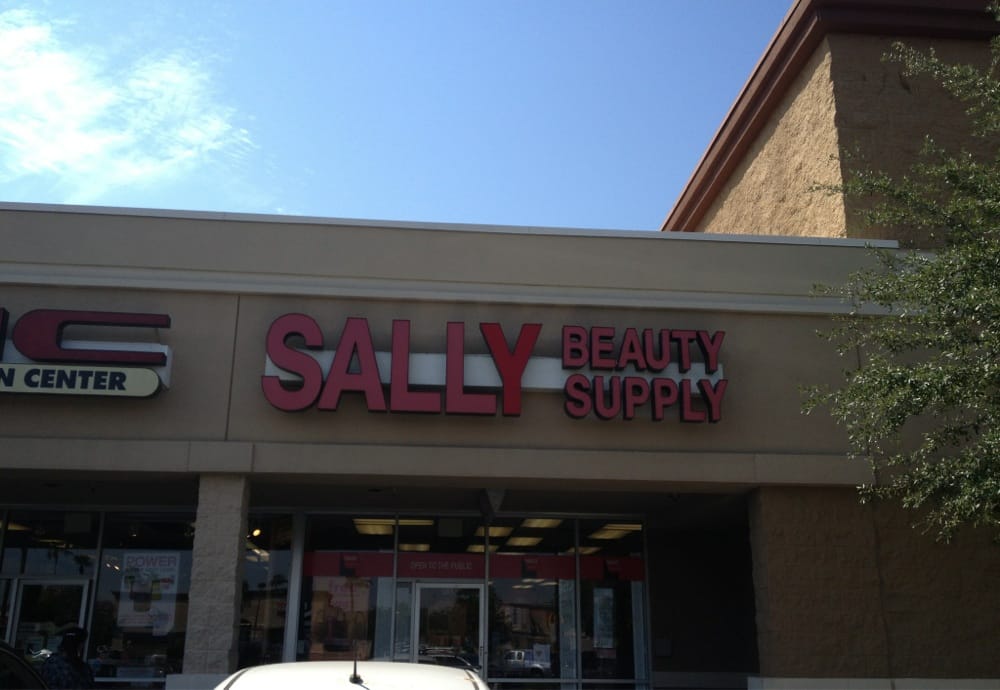 C
N CENTER
SALLY
BEAUTY
SUPPLY
OPEN TO THE PUBLIC
POWER